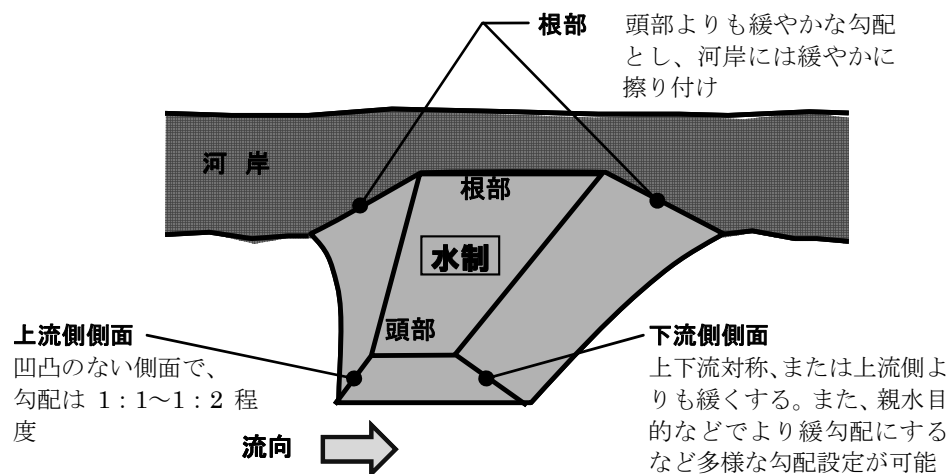 根部
頭部よりも緩やかな勾配
とし、河岸には緩やかに
擦り付け
河 岸
根部
水制
頭部
上流側側面
凹凸のない側面で、
勾配は 1：1～1：2 程
度
下流側側面
上下流対称、または上流側よ
りも緩くする。また、親水目
的などでより緩勾配にする
など多様な勾配設定が可能
流向